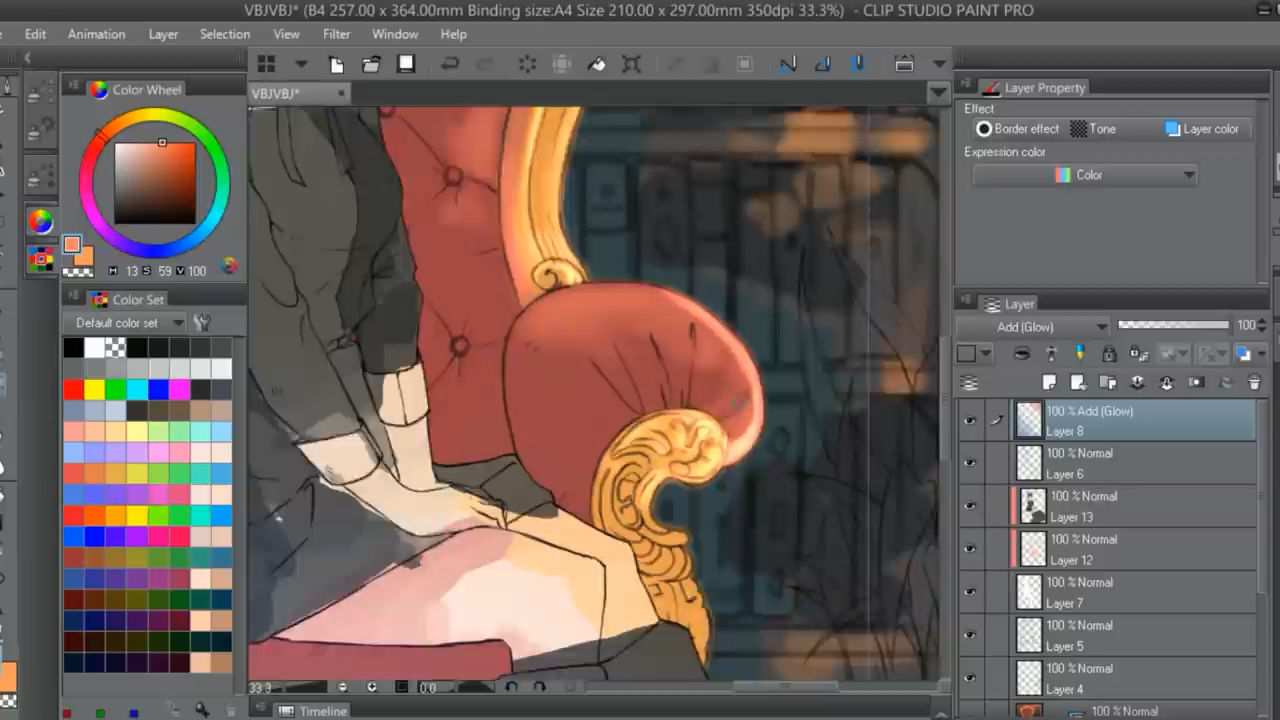 VBJVBJ* (B4 257.00 x 364.00mm Binding size:A4 Size 210.00 x 297.00mm 350dpi 33.3%) - CLIP STUDIO PAINT PRO
Edit Animation Layer Selection View Filter Window Help
Color Wheel
VBJVBJ*
Layer Property
Effect
Border effect Tone Layer color
Expression color
Color
H 13 S 59 V 100
Color Set
Default color set
Layer
Add (Glow) 100
100 % Add (Glow)
Layer 8
100 % Normal
Layer 6
100 % Normal
Layer 13
100 % Normal
Layer 12
100 % Normal
Layer 7
100 % Normal
Layer 5
100 % Normal
Layer 4
100 % Normal
33.3 0.0
Timeline